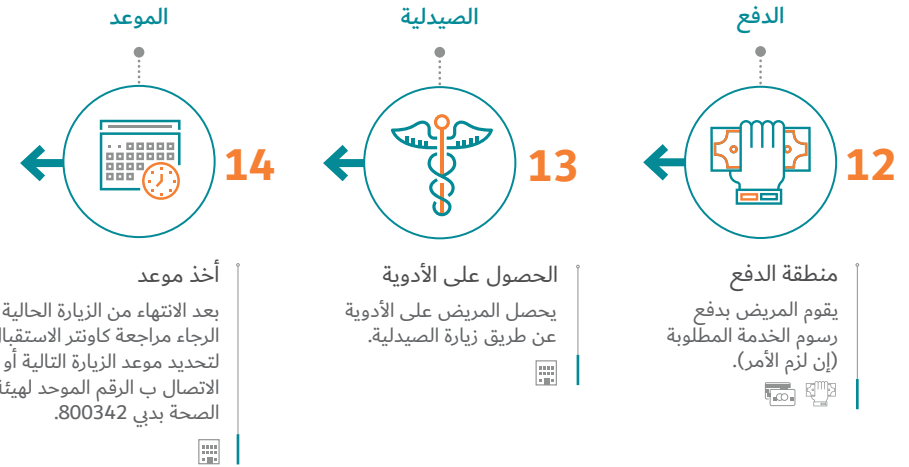 الدفع
12
منطقة الدفع
يقوم المريض بدفع
رسوم الخدمة المطلوبة
(إن لزم الأمر).
الصيدلية
13
الحصول على الأدوية
يحصل المريض على الأدوية
عن طريق زيارة الصيدلية.
الموعد
14
أخذ موعد
بعد الانتهاء من الزيارة الحالية
الرجاء مراجعة كاونتر الاستقبال
لتحديد موعد الزيارة التالية أو
الاتصال ب الرقم الموحد لهيئة
الصحة بدبي 800342.